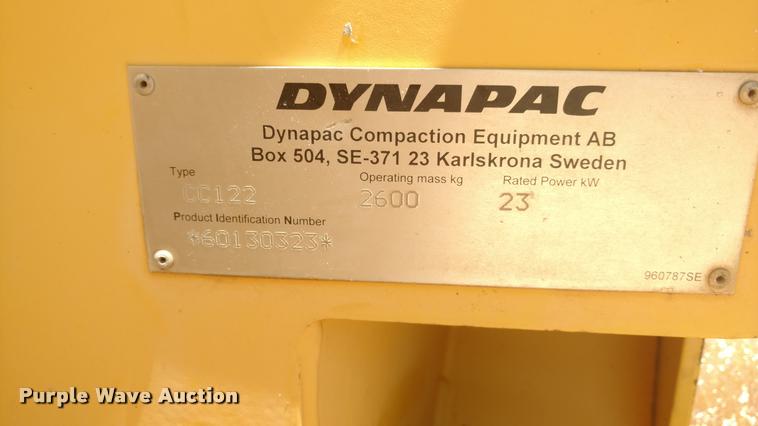 DYNAPAC
Dynapac Compaction Equipment AB
Box 504, SE-371 23 Karlskrona Sweden
Type Operating mass kg Rated Power kW
CC122 2600 23
Product Identification Number
*60130323*
960787SE
Purple Wave Auction